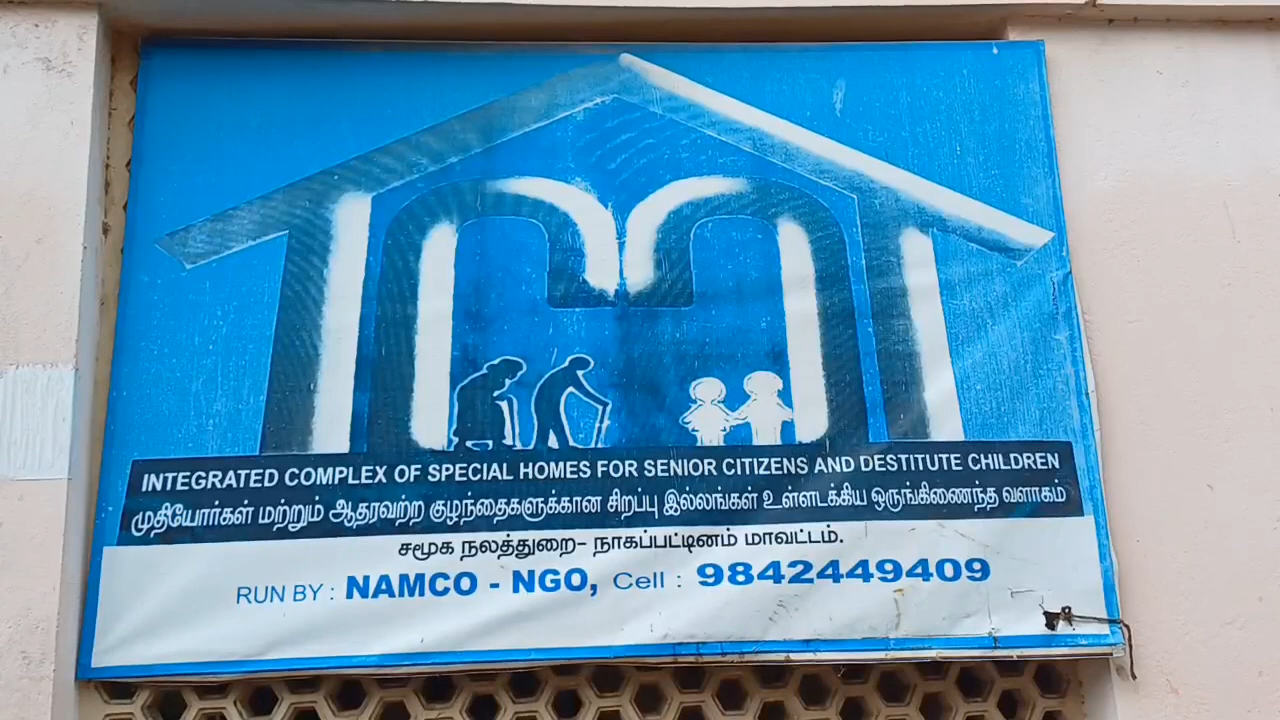 INTEGRATED COMPLEX OF SPECIAL HOMES FOR SENIOR CITIZENS AND DESTITUTE CHILDREN
முதியோர்கள் மற்றும் ஆதரவற்ற குழந்தைகளுக்கான சிறப்பு இல்லங்கள் உள்ளடக்கிய ஒருங்கிணைந்த வளாகம்
சமூக நலத்துறை- நாகப்பட்டினம் மாவட்டம்.
RUN BY : NAMCO - NGO, Cell : 9842449409